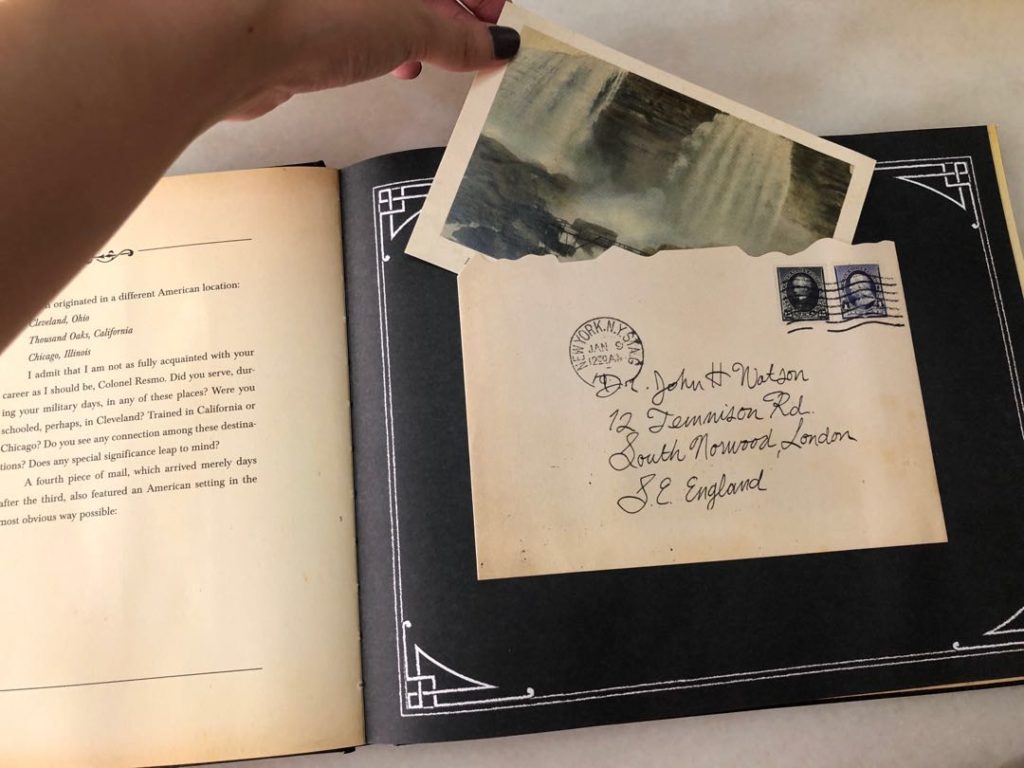 originated in a different American location:
Cleveland, Ohio
Thousand Oaks, California
Chicago, Illinois
I admit that I am not as fully acquainted with your
career as I should be, Colonel Resmo. Did you serve, dur-
ing your military days, in any of these places? Were you
schooled, perhaps, in Cleveland? Trained in California or
Chicago? Do you see any connection among these destina-
tions? Does any special significance leap to mind?
A fourth piece of mail, which arrived merely days
after the third, also featured an American setting in the
most obvious way possible:
NEW YORK, N.Y. STA. G
JAN 9
1230AM
Dr. John H Watson
12 Tennison Rd.
South Norwood, London
S.E. England